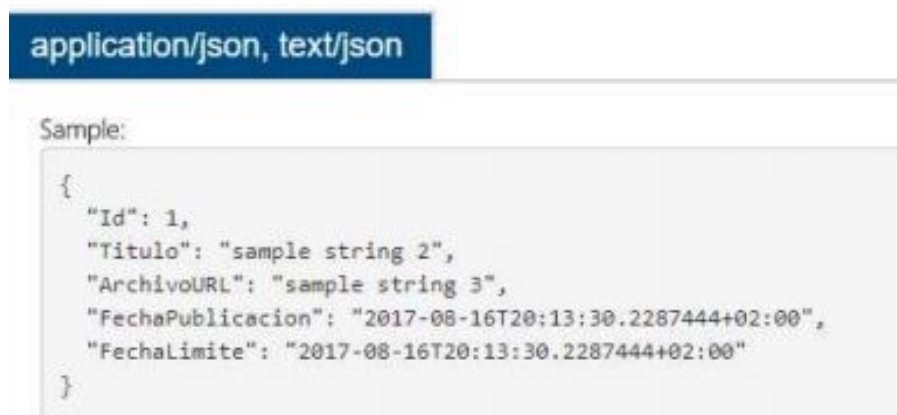 application/json, text/json
Sample:
{
"Id": 1,
"Titulo": "sample string 2",
"ArchivoURL": "sample string 3",
"FechaPublicacion": "2017-08-16T20:13:30.2287444+02:00",
"FechaLimite": "2017-08-16T20:13:30.2287444+02:00"
}